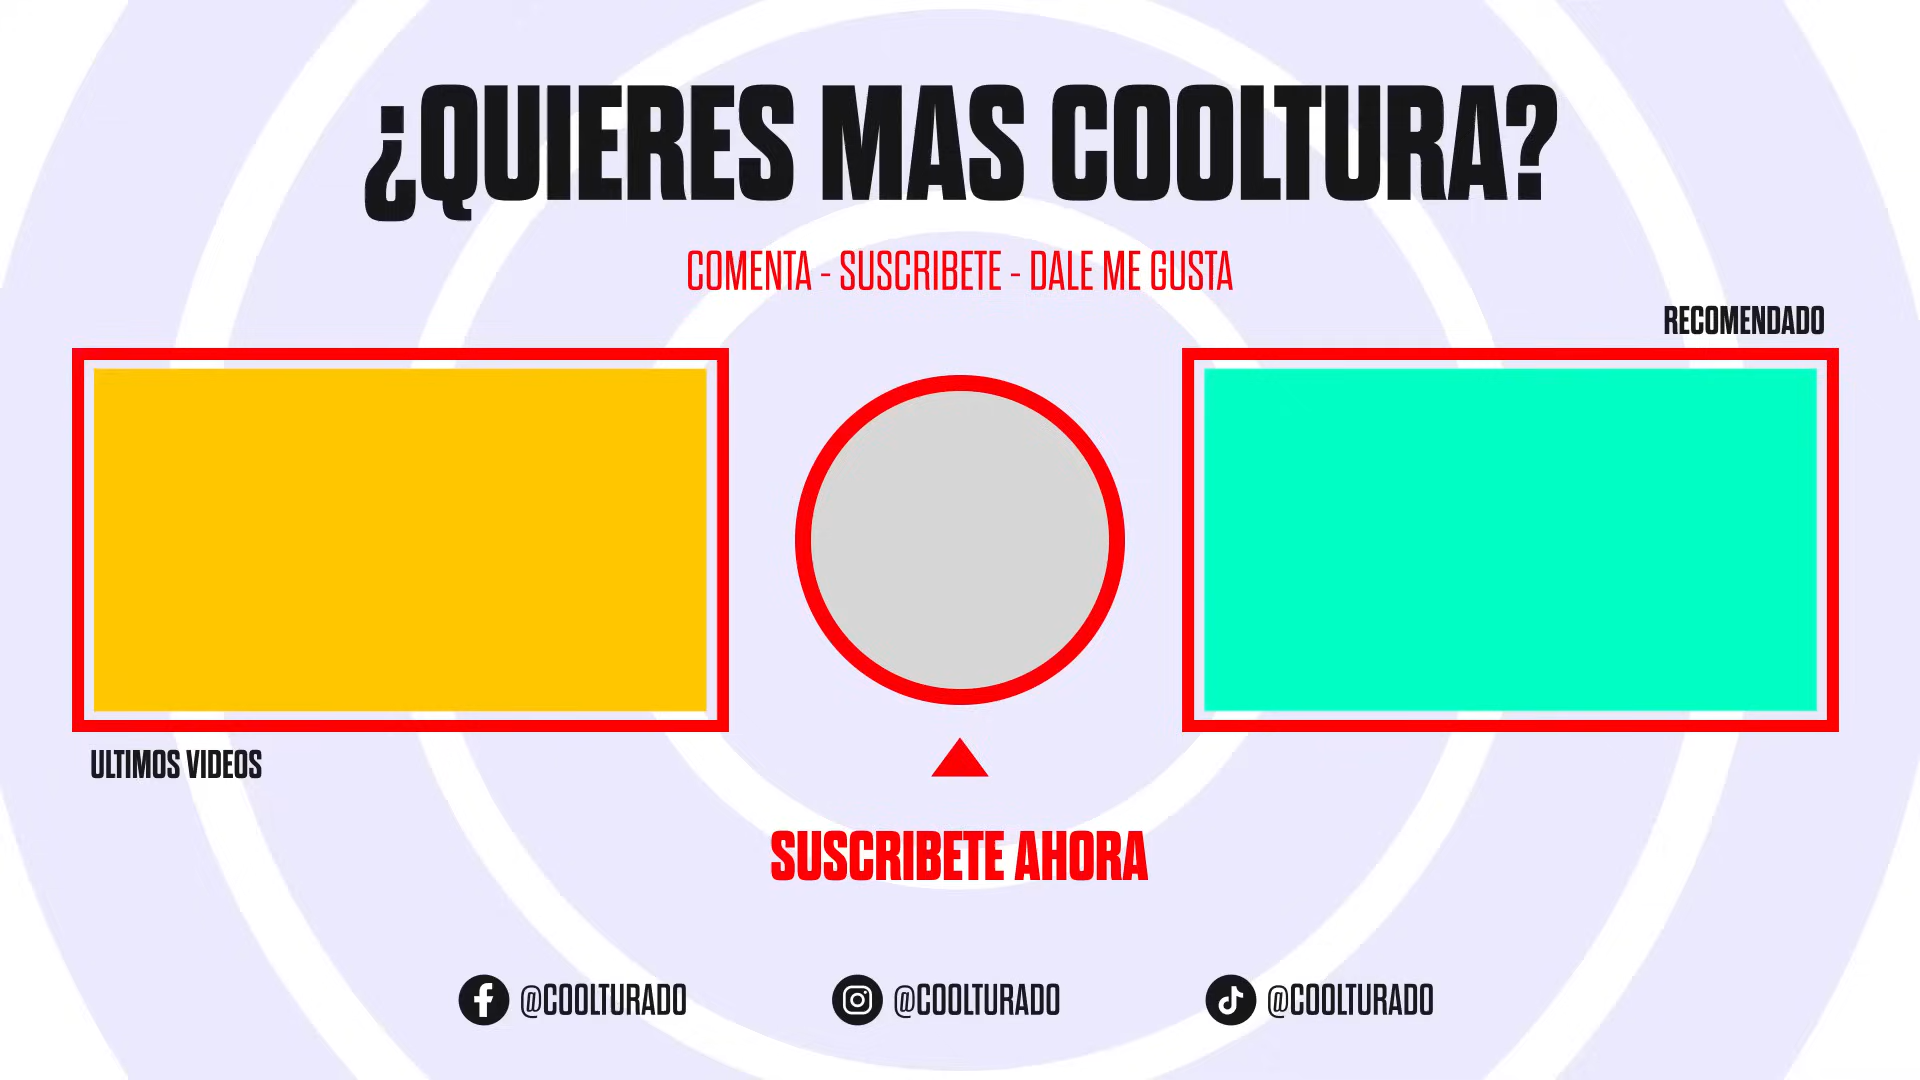 ¿QUIERES MAS COOLTURA?
COMENTA - SUSCRIBETE - DALE ME GUSTA
RECOMENDADO
ULTIMOS VIDEOS
SUSCRIBETE AHORA
@COOLTURADO
@COOLTURADO
@COOLTURADO